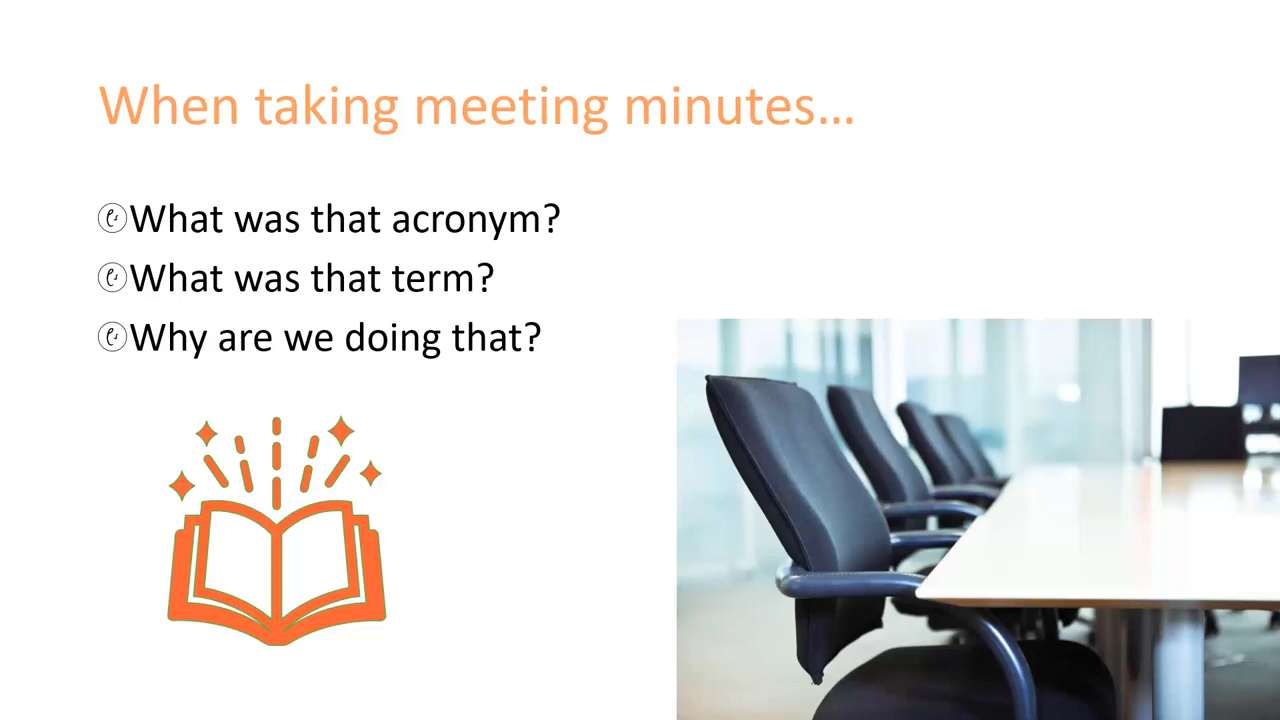 When taking meeting minutes…
What was that acronym?
What was that term?
Why are we doing that?